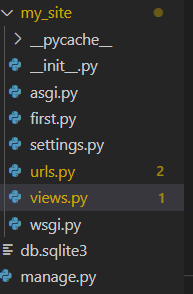 my_site
__pycache__
__init__.py
asgi.py
first.py
settings.py
urls.py 2
views.py 1
wsgi.py
db.sqlite3
manage.py